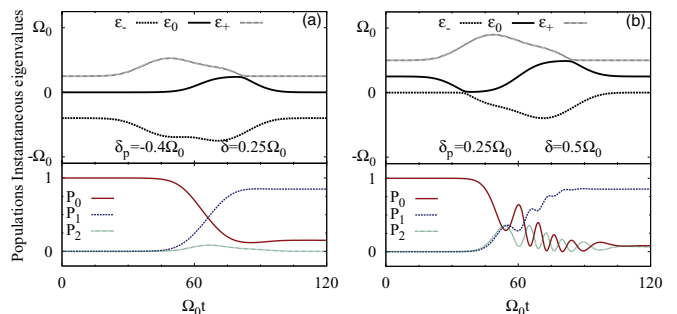 Populations Instantaneous eigenvalues
ε- ε0 ε+ (a)
Ω0
0
-Ω0
δp=-0.4Ω0 δ=0.25Ω0
1
P0
P1
P2
0
0 60 120
Ω0t
ε- ε0 ε+ (b)
Ω0
0
-Ω0
δp=0.25Ω0 δ=0.5Ω0
1
P0
P1
P2
0
0 60 120
Ω0t